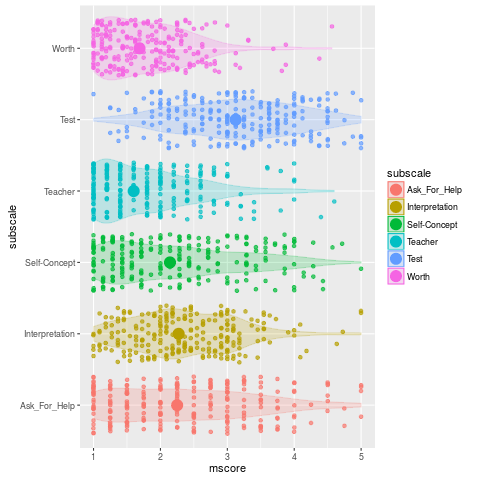 Worth
Test
Teacher
Self-Concept
Interpretation
Ask_For_Help
subscale
1 2 3 4 5
mscore
subscale
Ask_For_Help
Interpretation
Self-Concept
Teacher
Test
Worth